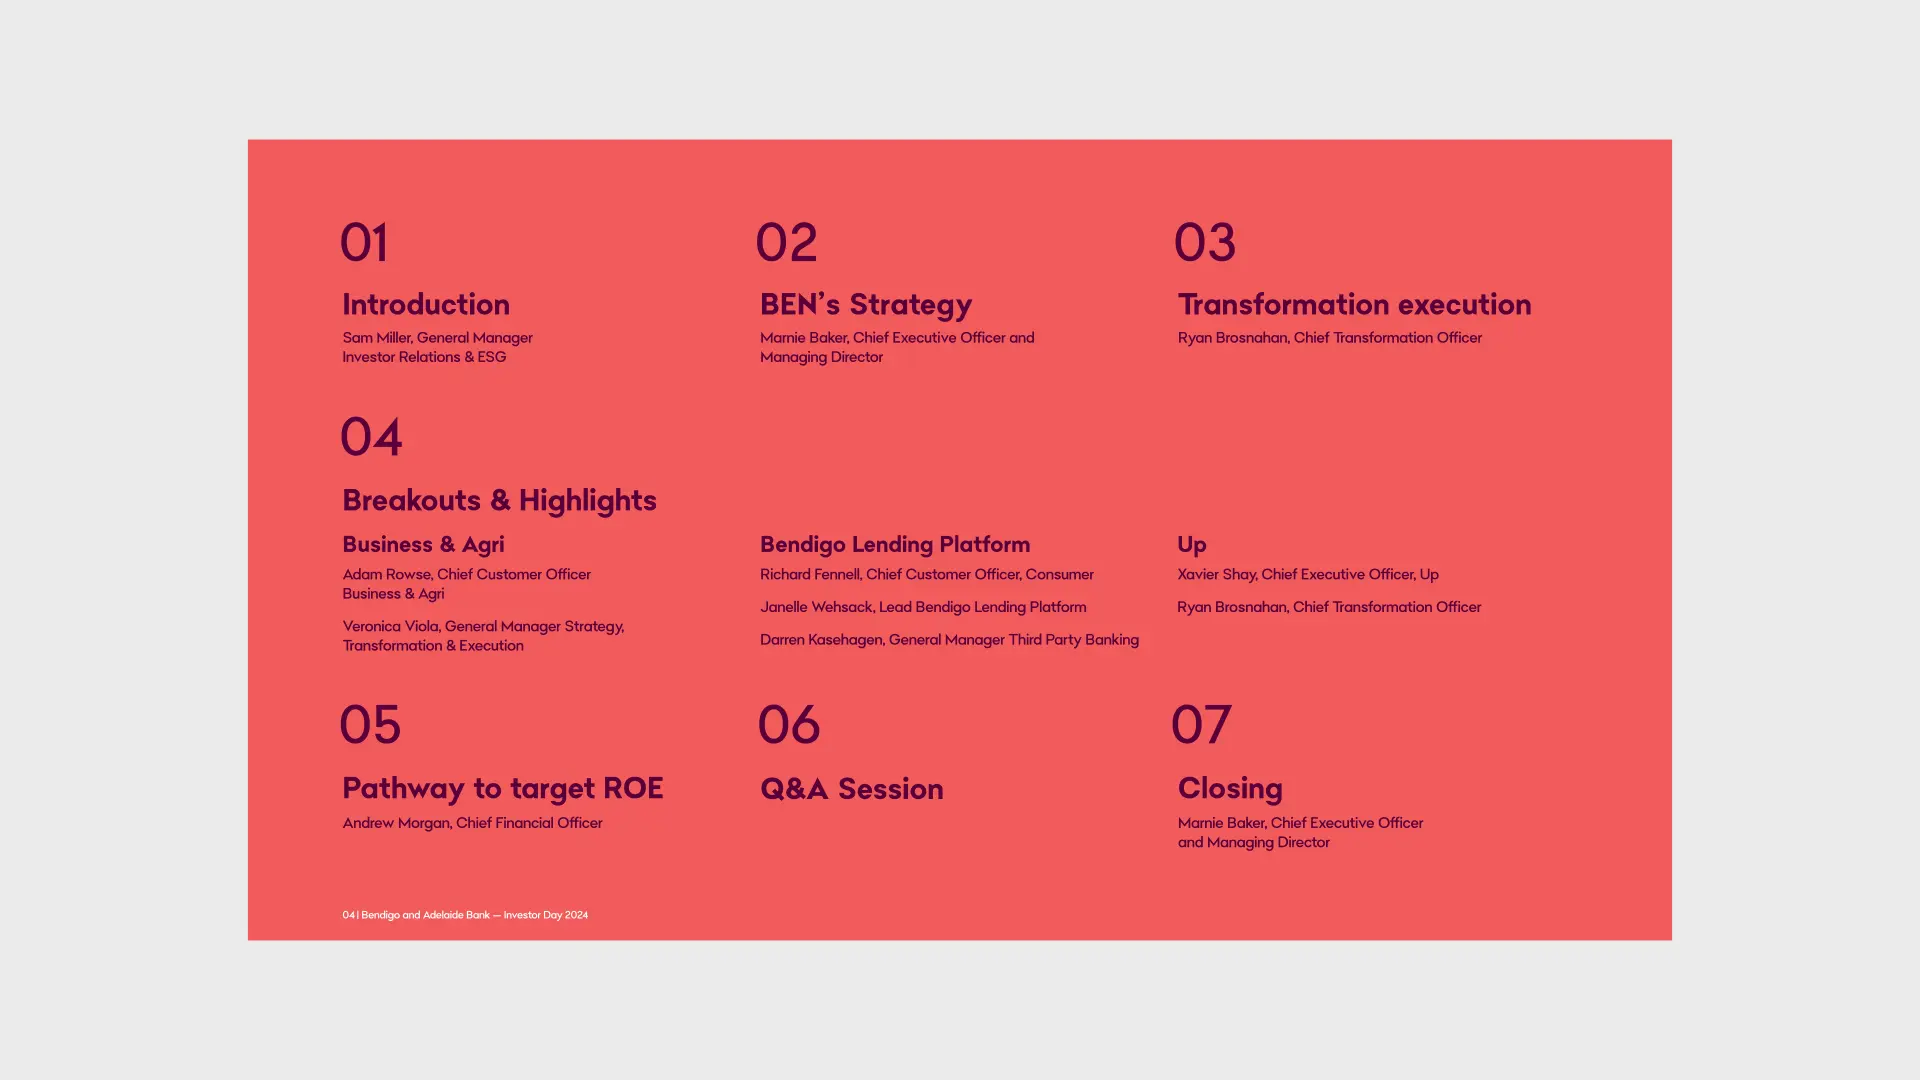 01
Introduction
Sam Miller, General Manager
Investor Relations & ESG
02
BEN’s Strategy
Marnie Baker, Chief Executive Officer and
Managing Director
03
Transformation execution
Ryan Brosnahan, Chief Transformation Officer
04
Breakouts & Highlights
Business & Agri
Adam Rowse, Chief Customer Officer
Business & Agri
Veronica Viola, General Manager Strategy,
Transformation & Execution
Bendigo Lending Platform
Richard Fennell, Chief Customer Officer, Consumer
Janelle Wehsack, Lead Bendigo Lending Platform
Darren Kasehagen, General Manager Third Party Banking
Up
Xavier Shay, Chief Executive Officer, Up
Ryan Brosnahan, Chief Transformation Officer
05
Pathway to target ROE
Andrew Morgan, Chief Financial Officer
06
Q&A Session
07
Closing
Marnie Baker, Chief Executive Officer
and Managing Director
04 | Bendigo and Adelaide Bank — Investor Day 2024